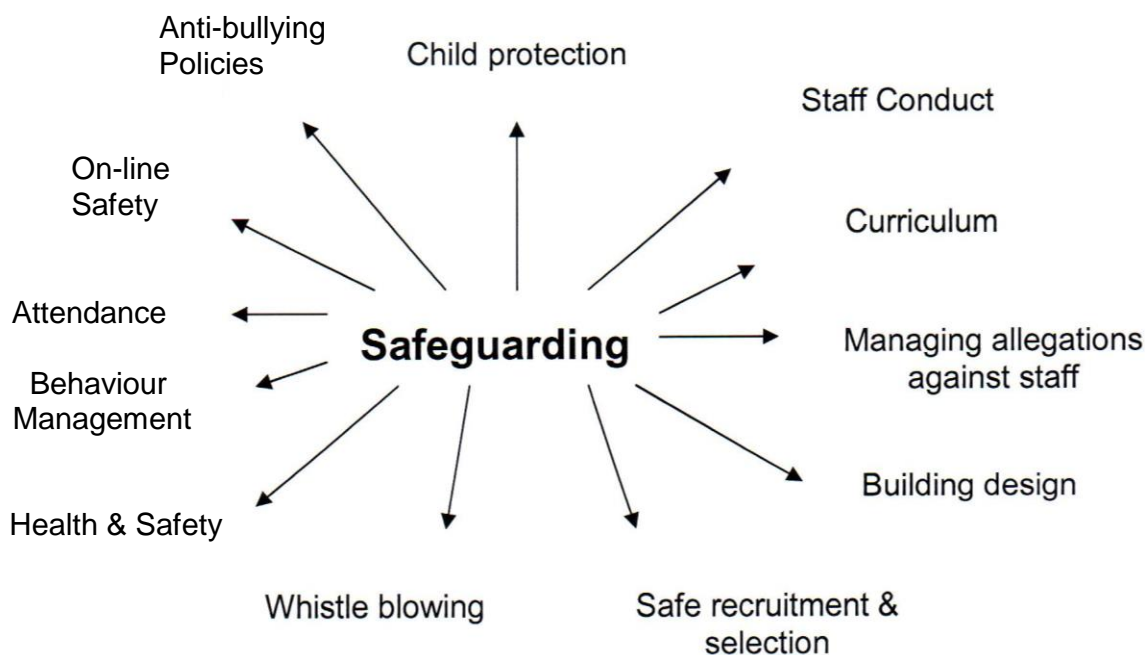 Anti-bullying
Policies
Child protection
Staff Conduct
On-line
Safety
Curriculum
Attendance
Safeguarding
Managing allegations
against staff
Behaviour
Management
Building design
Health & Safety
Whistle blowing
Safe recruitment &
selection